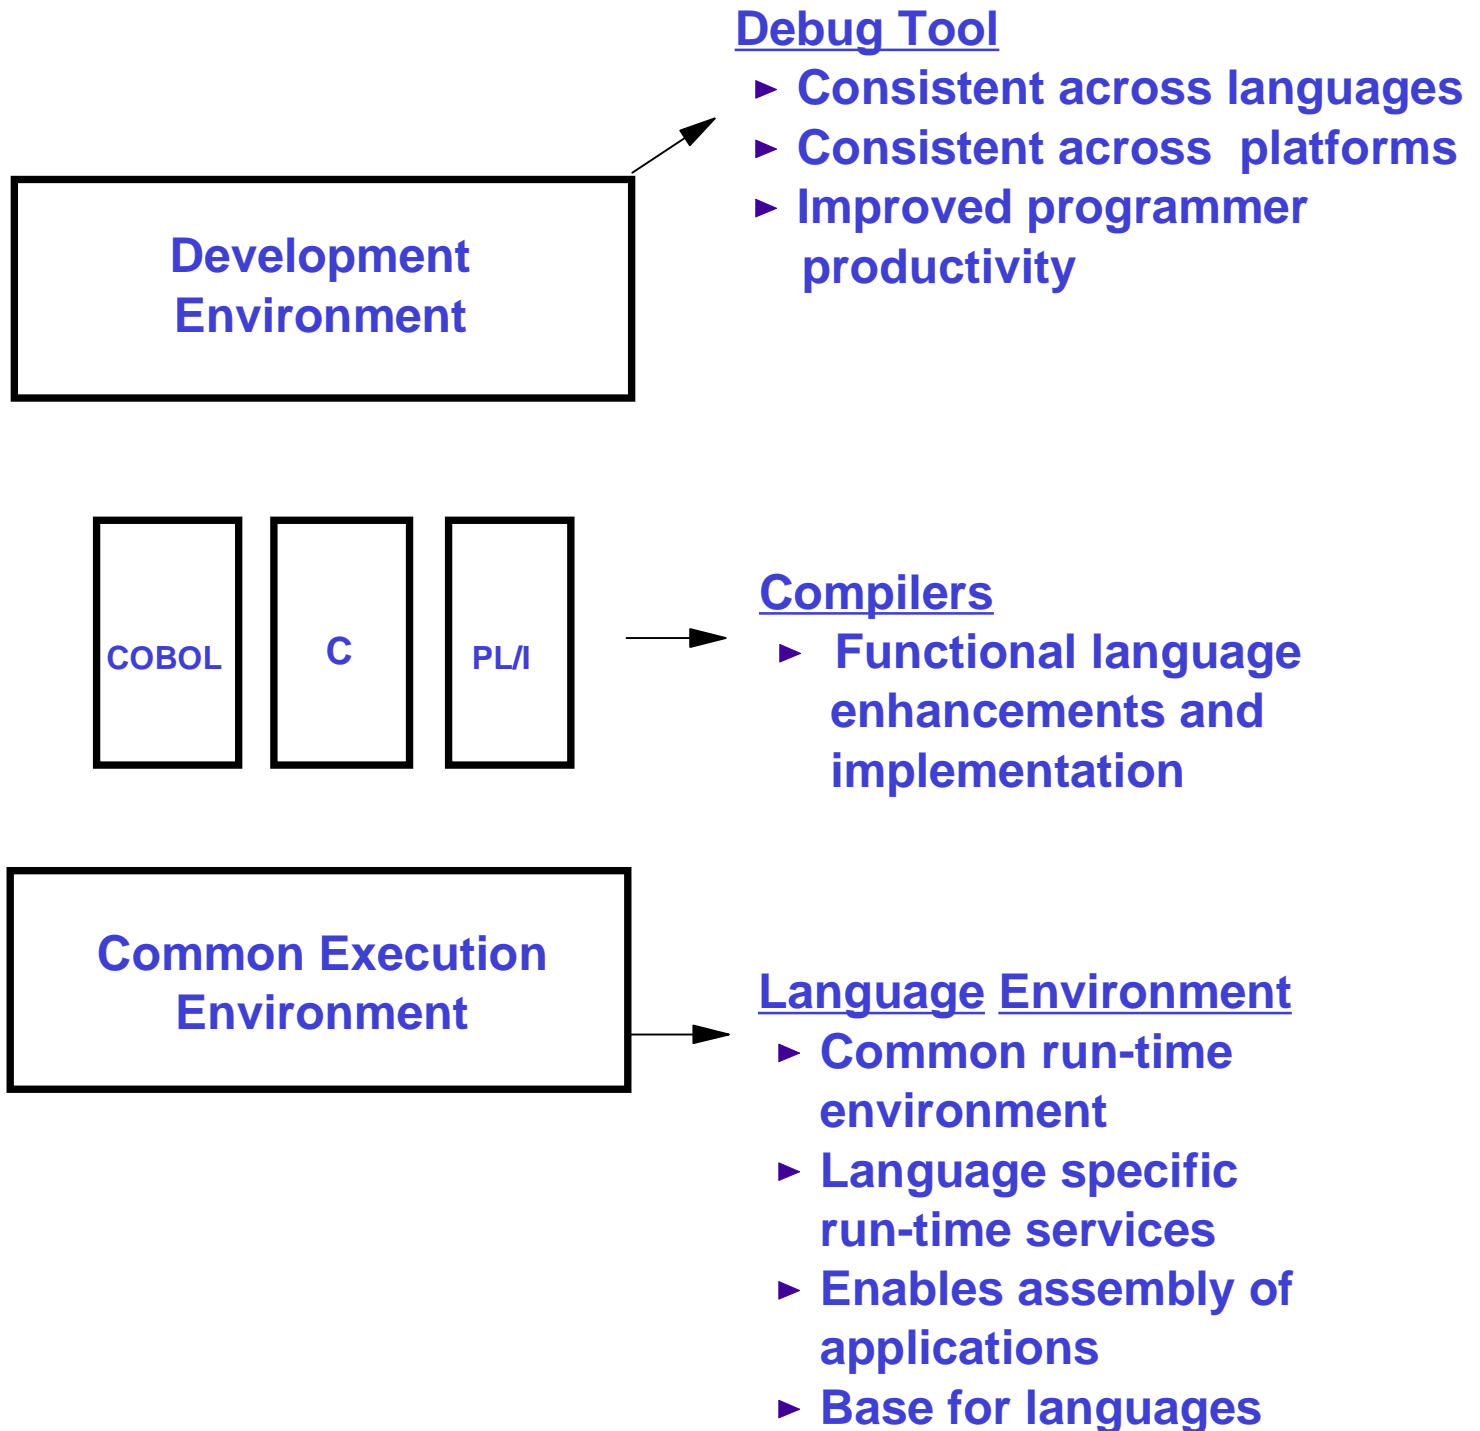 Debug Tool
► Consistent across languages
► Consistent across platforms
► Improved programmer
productivity
Development
Environment
COBOL
C
PL/I
Compilers
► Functional language
enhancements and
implementation
Common Execution
Environment
Language Environment
► Common run-time
environment
► Language specific
run-time services
► Enables assembly of
applications
► Base for languages